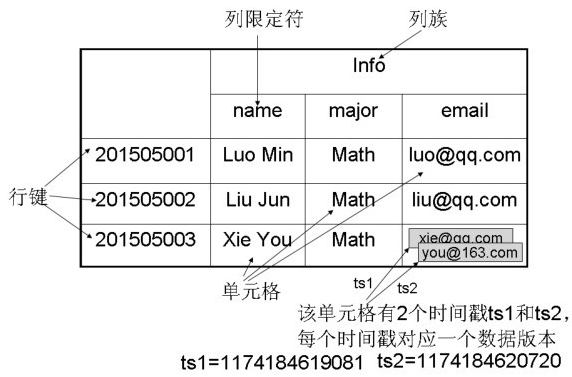 列限定符 列族
Info
name major email
201505001 Luo Min Math luo@qq.com
行键 201505002 Liu Jun Math liu@qq.com
201505003 Xie You Math xie@qq.com
you@163.com
单元格 ts1 ts2
该单元格有2个时间戳ts1和ts2，
每个时间戳对应一个数据版本
ts1=1174184619081 ts2=1174184620720